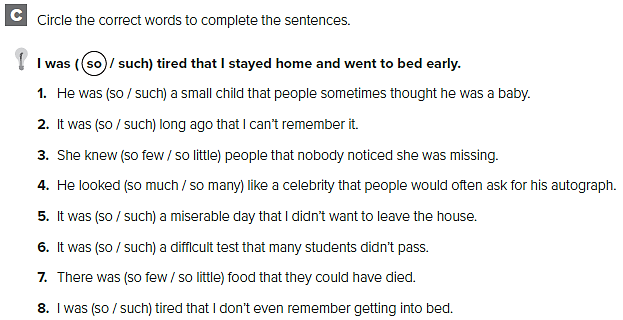 C Circle the correct words to complete the sentences.
! I was (so / such) tired that I stayed home and went to bed early.
1. He was (so / such) a small child that people sometimes thought he was a baby.
2. It was (so / such) long ago that I can't remember it.
3. She knew (so few / so little) people that nobody noticed she was missing.
4. He looked (so much / so many) like a celebrity that people would often ask for his autograph.
5. It was (so / such) a miserable day that I didn't want to leave the house.
6. It was (so / such) a difficult test that many students didn't pass.
7. There was (so few / so little) food that they could have died.
8. I was (so / such) tired that I don't even remember getting into bed.